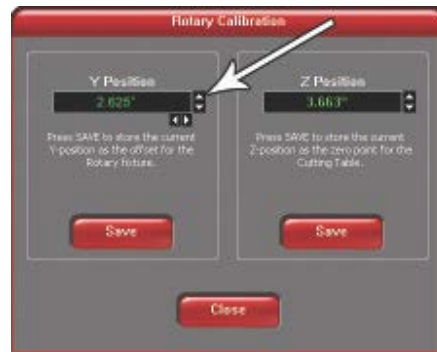 Rotary Calibration
Y Position
2.625"
Press SAVE to store the current
Y-position as the offset for the
Rotary fixture.
Save
Z Position
3.663"
Press SAVE to store the current
Z-position as the zero point for the
Cutting Table.
Save
Close